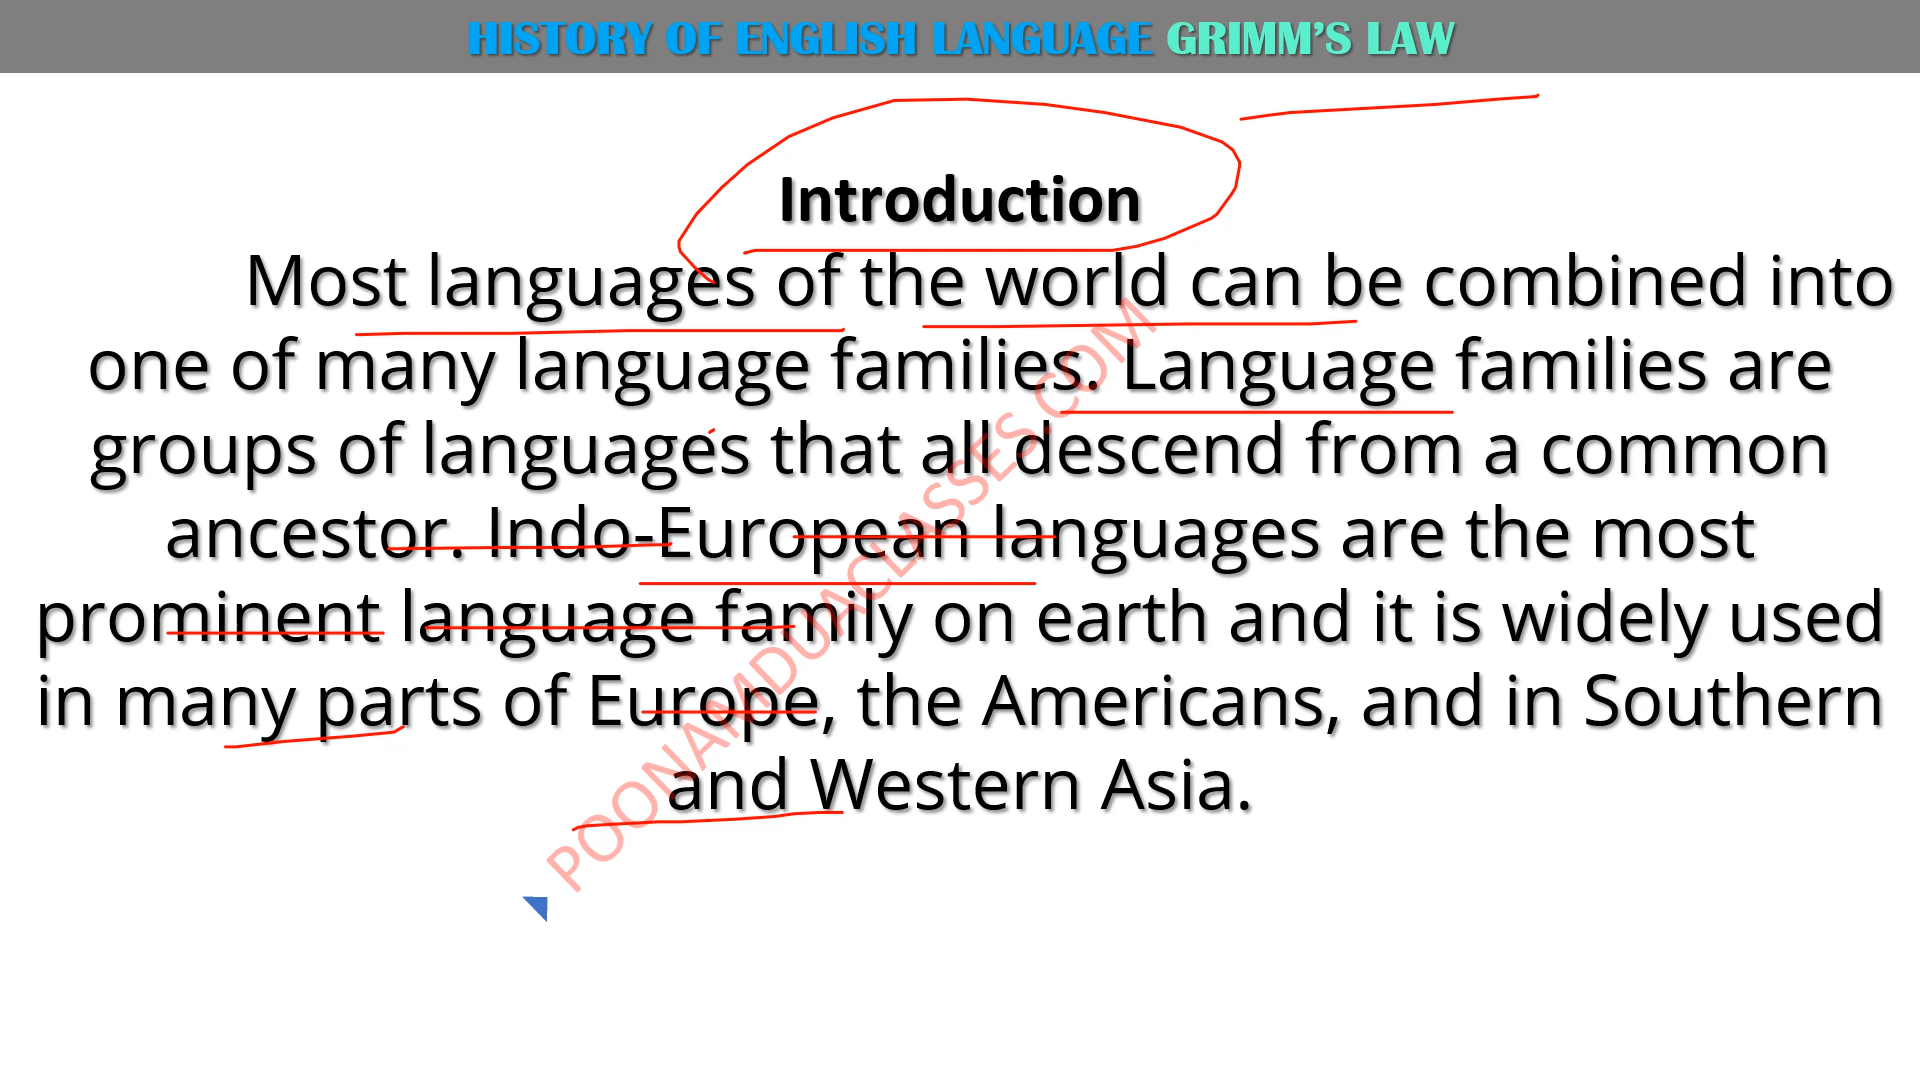 HISTORY OF ENGLISH LANGUAGE GRIMM'S LAW
Introduction
Most languages of the world can be combined into
one of many language families. Language families are
groups of languages that all descend from a common
ancestor. Indo-European languages are the most
prominent language family on earth and it is widely used
in many parts of Europe, the Americans, and in Southern
and Western Asia.
POONAMDUACLASSES.COM